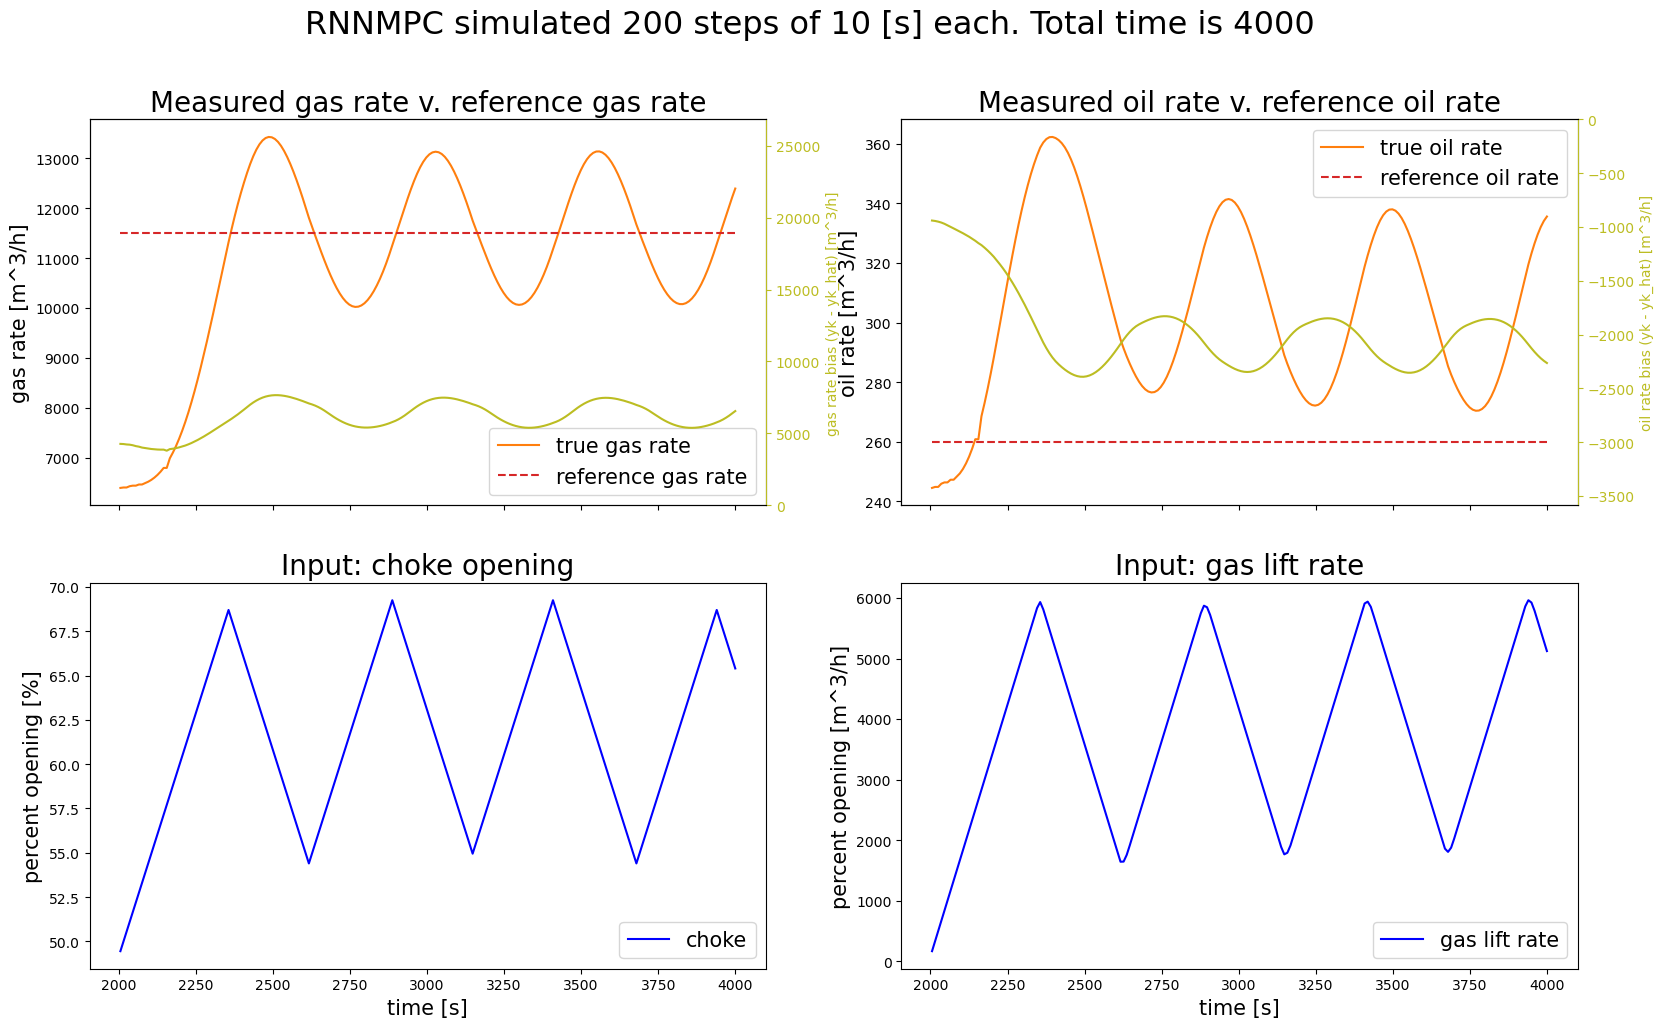 RNNMPC simulated 200 steps of 10 [s] each. Total time is 4000
Measured gas rate v. reference gas rate
gas rate [m^3/h]
13000
12000
11000
10000
9000
8000
7000
25000
20000
15000
10000
5000
0
gas rate bias (yk - yk_hat) [m^3/h]
true gas rate
reference gas rate
Measured oil rate v. reference oil rate
oil rate [m^3/h]
360
340
320
300
280
260
240
0
−500
−1000
−1500
−2000
−2500
−3000
−3500
oil rate bias (yk - yk_hat) [m^3/h]
true oil rate
reference oil rate
Input: choke opening
percent opening [%]
70.0
67.5
65.0
62.5
60.0
57.5
55.0
52.5
50.0
choke
2000 2250 2500 2750 3000 3250 3500 3750 4000
time [s]
Input: gas lift rate
percent opening [m^3/h]
6000
5000
4000
3000
2000
1000
0
gas lift rate
2000 2250 2500 2750 3000 3250 3500 3750 4000
time [s]